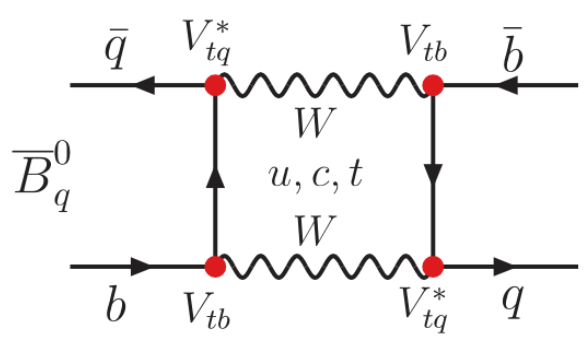 q̄ V*tq Vtb b̄
W
B̄⁰q u, c, t
W
b Vtb V*tq q